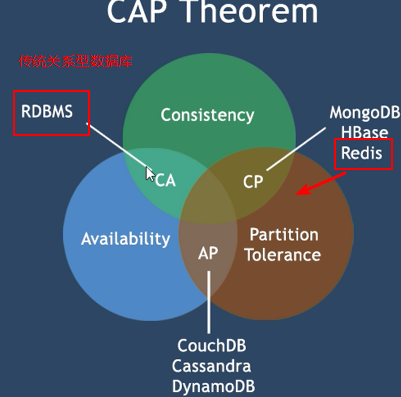 CAP Theorem
传统关系型数据库
RDBMS
Consistency
MongoDB
HBase
Redis
CA
CP
Availability
Partition
Tolerance
AP
CouchDB
Cassandra
DynamoDB